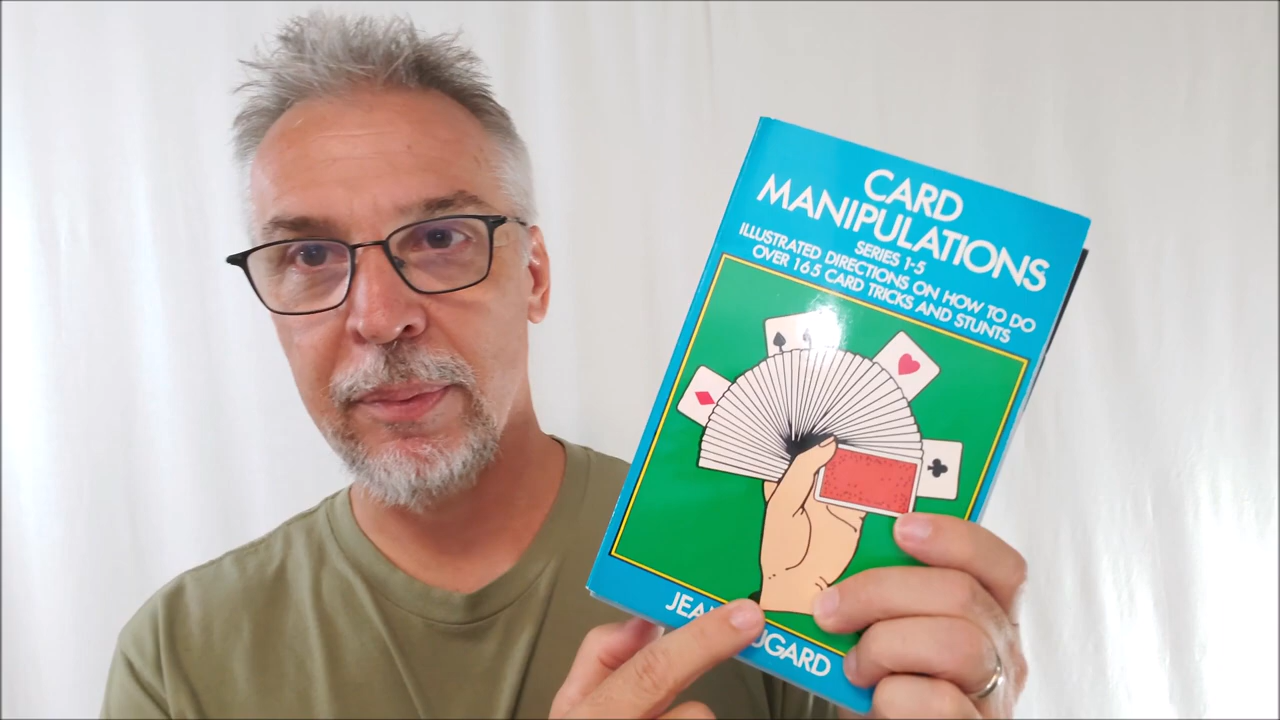 CARD
MANIPULATIONS
SERIES 1-5
ILLUSTRATED DIRECTIONS ON HOW TO DO
OVER 165 CARD TRICKS AND STUNTS